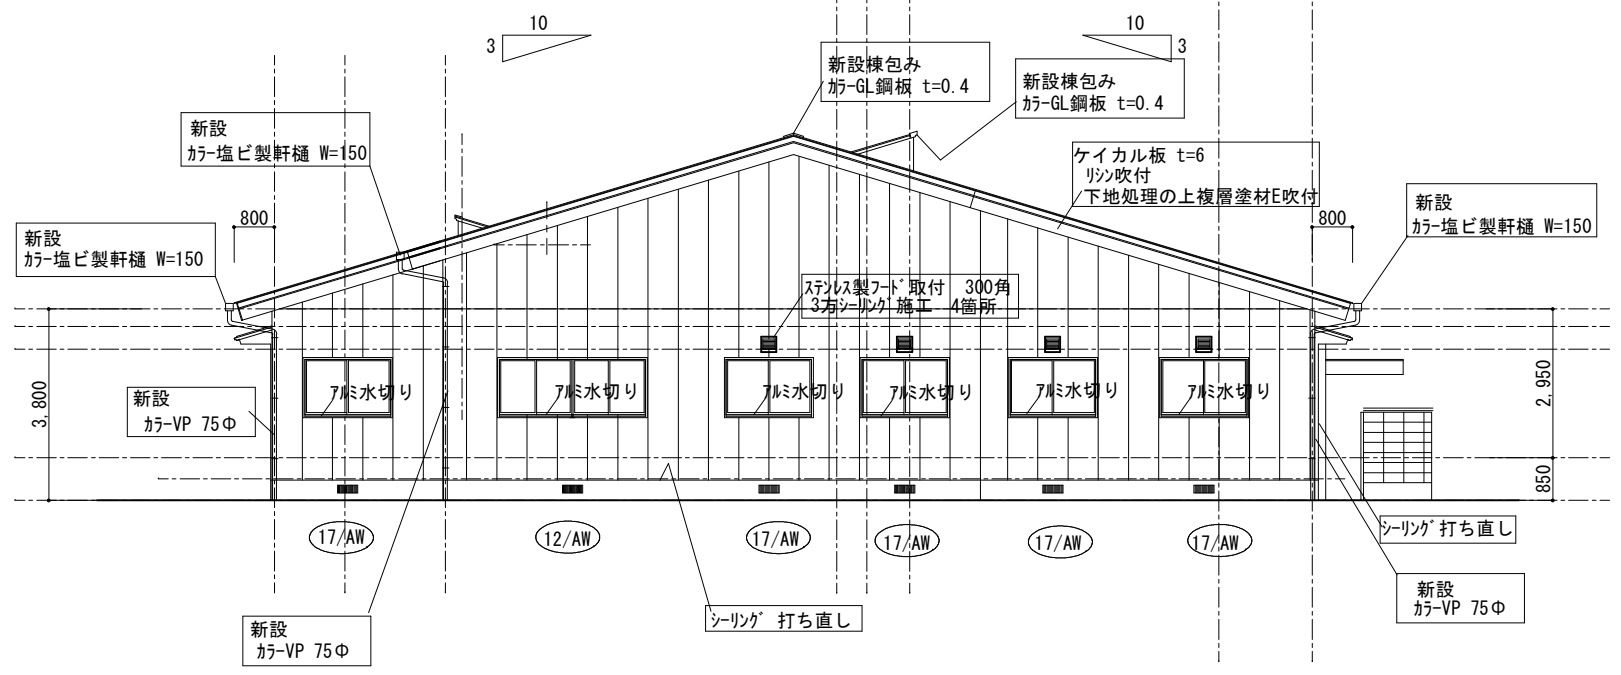 10
3
10
3
新設棟包み
ｶﾗｰGL鋼板 t=0.4
新設棟包み
ｶﾗｰGL鋼板 t=0.4
新設
ｶﾗｰ塩ビ製軒樋 W=150
ケイカル板 t=6
ﾘｼﾝ吹付
下地処理の上複層塗材E吹付
新設
ｶﾗｰ塩ビ製軒樋 W=150
800
800
新設
ｶﾗｰ塩ビ製軒樋 W=150
ｽﾃﾝﾚｽ製ﾌｰﾄﾞ取付 300角
3方ｼｰﾘﾝｸﾞ施工 4箇所
3,800
新設
ｶﾗｰVP 75Φ
ｱﾙﾐ水切り
ｱﾙﾐ水切り
ｱﾙﾐ水切り
ｱﾙﾐ水切り
ｱﾙﾐ水切り
ｱﾙﾐ水切り
2,950
850
17/AW
12/AW
17/AW
17/AW
17/AW
17/AW
ｼｰﾘﾝｸﾞ打ち直し
新設
ｶﾗｰVP 75Φ
ｼｰﾘﾝｸﾞ 打ち直し
新設
ｶﾗｰVP 75Φ